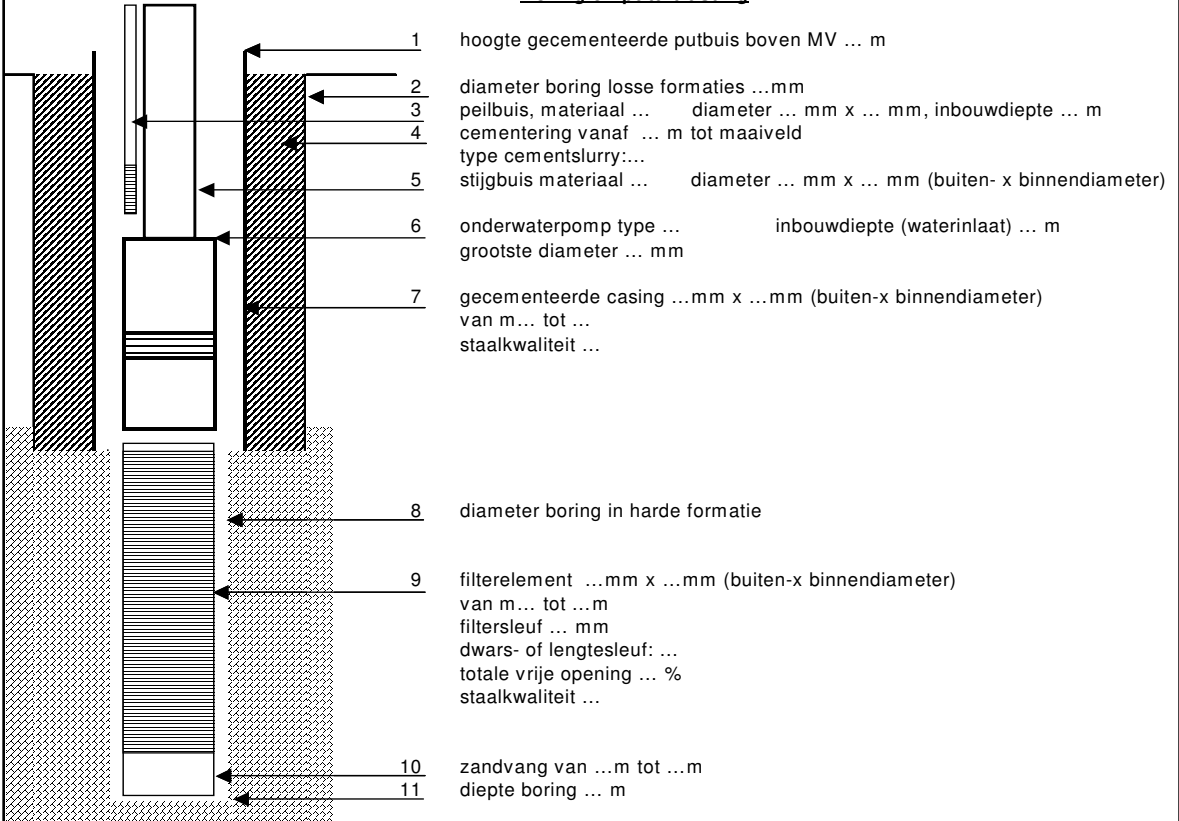 1 hoogte gecementeerde putbuis boven MV … m
2 diameter boring losse formaties …mm
3 peilbuis, materiaal … diameter … mm x … mm, inbouwdiepte … m
4 cementering vanaf … m tot maaiveld
type cementslurry:…
5 stijgbuis materiaal … diameter … mm x … mm (buiten- x binnendiameter)
6 onderwaterpomp type … inbouwdiepte (waterinlaat) … m
grootste diameter … mm
7 gecementeerde casing …mm x …mm (buiten-x binnendiameter)
van m… tot …
staalkwaliteit …
8 diameter boring in harde formatie
9 filterelement …mm x …mm (buiten-x binnendiameter)
van m… tot …m
filtersleuf … mm
dwars- of lengtesleuf: …
totale vrije opening … %
staalkwaliteit …
10 zandvang van …m tot …m
11 diepte boring … m